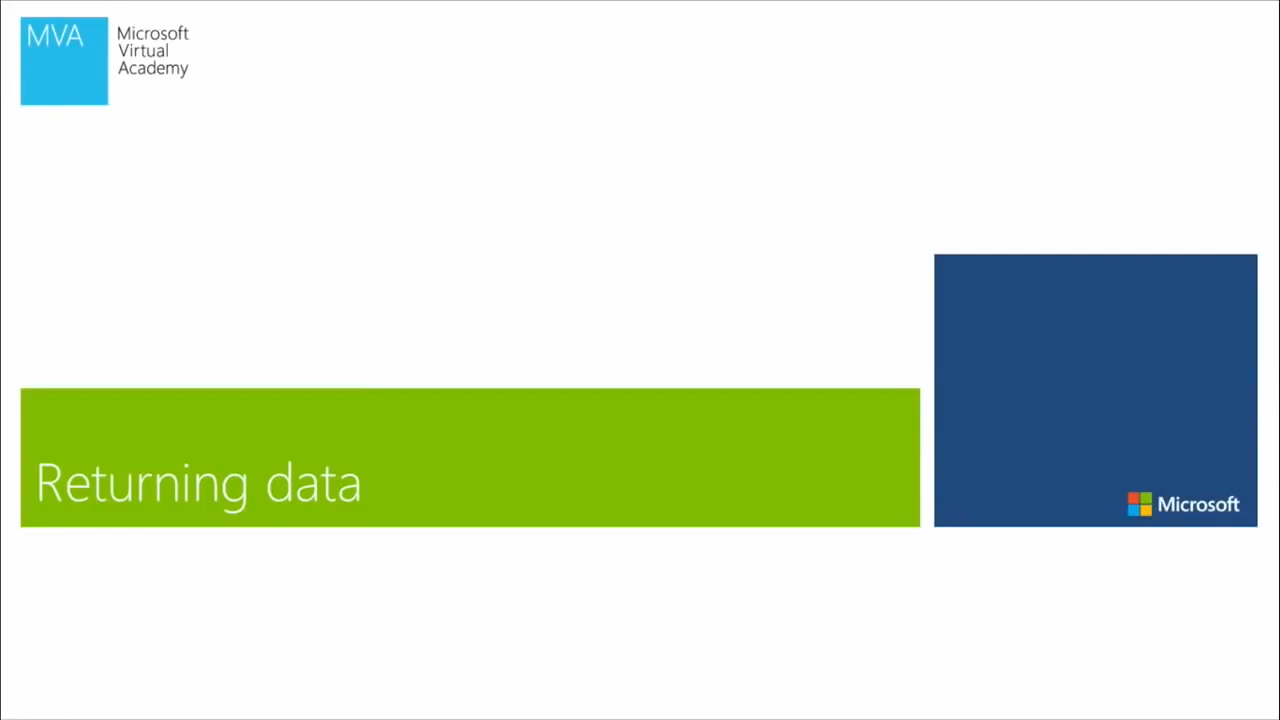 MVA
Microsoft
Virtual
Academy
Returning data
Microsoft